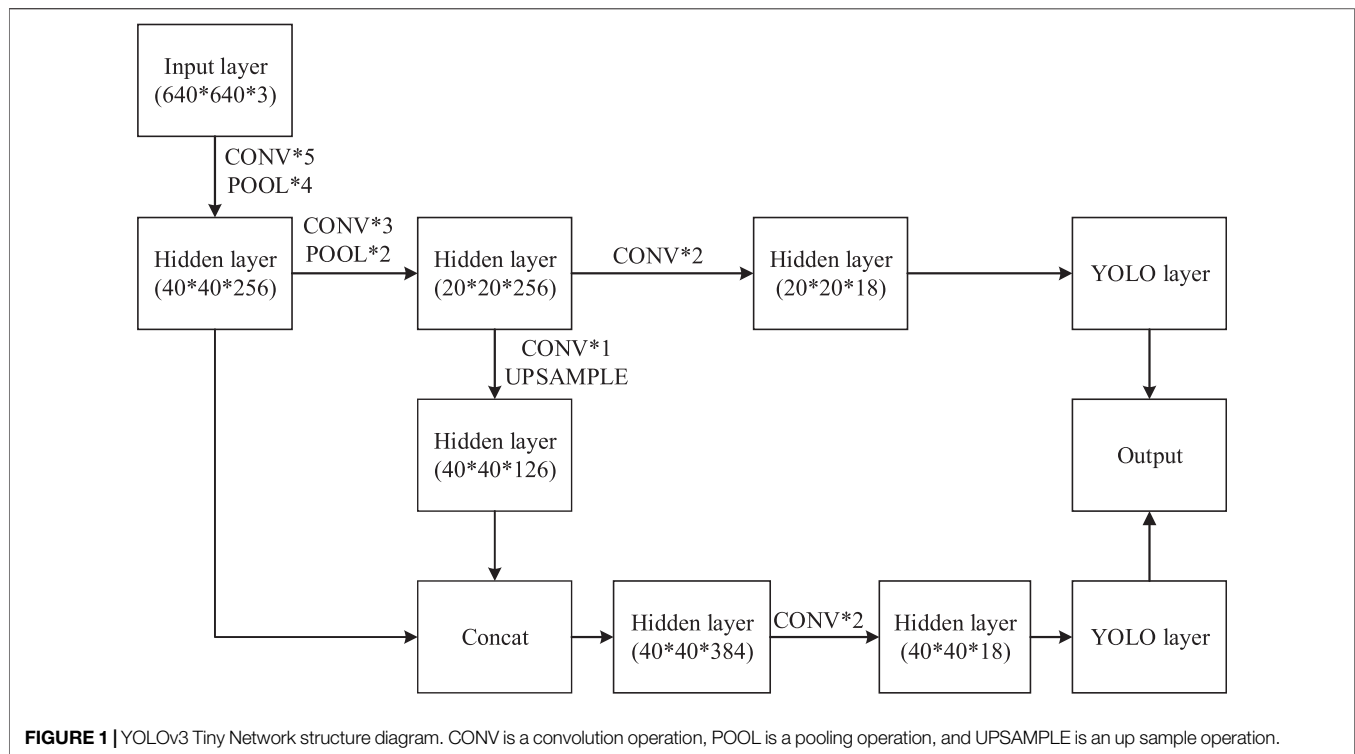 Input layer
(640*640*3)
CONV*5
POOL*4
Hidden layer
(40*40*256)
CONV*3
POOL*2
Hidden layer
(20*20*256)
CONV*2
Hidden layer
(20*20*18)
YOLO layer
CONV*1
UPSAMPLE
Hidden layer
(40*40*126)
Output
Concat
Hidden layer
(40*40*384)
CONV*2
Hidden layer
(40*40*18)
YOLO layer
FIGURE 1 | YOLOv3 Tiny Network structure diagram. CONV is a convolution operation, POOL is a pooling operation, and UPSAMPLE is an up sample operation.